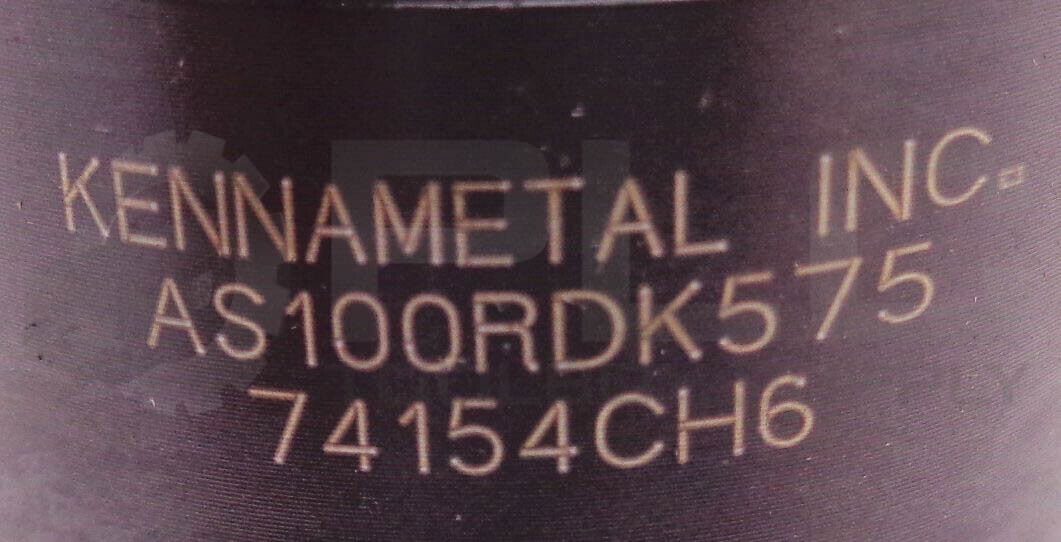 KENNAMETAL INC.
AS100RDK575
74154CH6